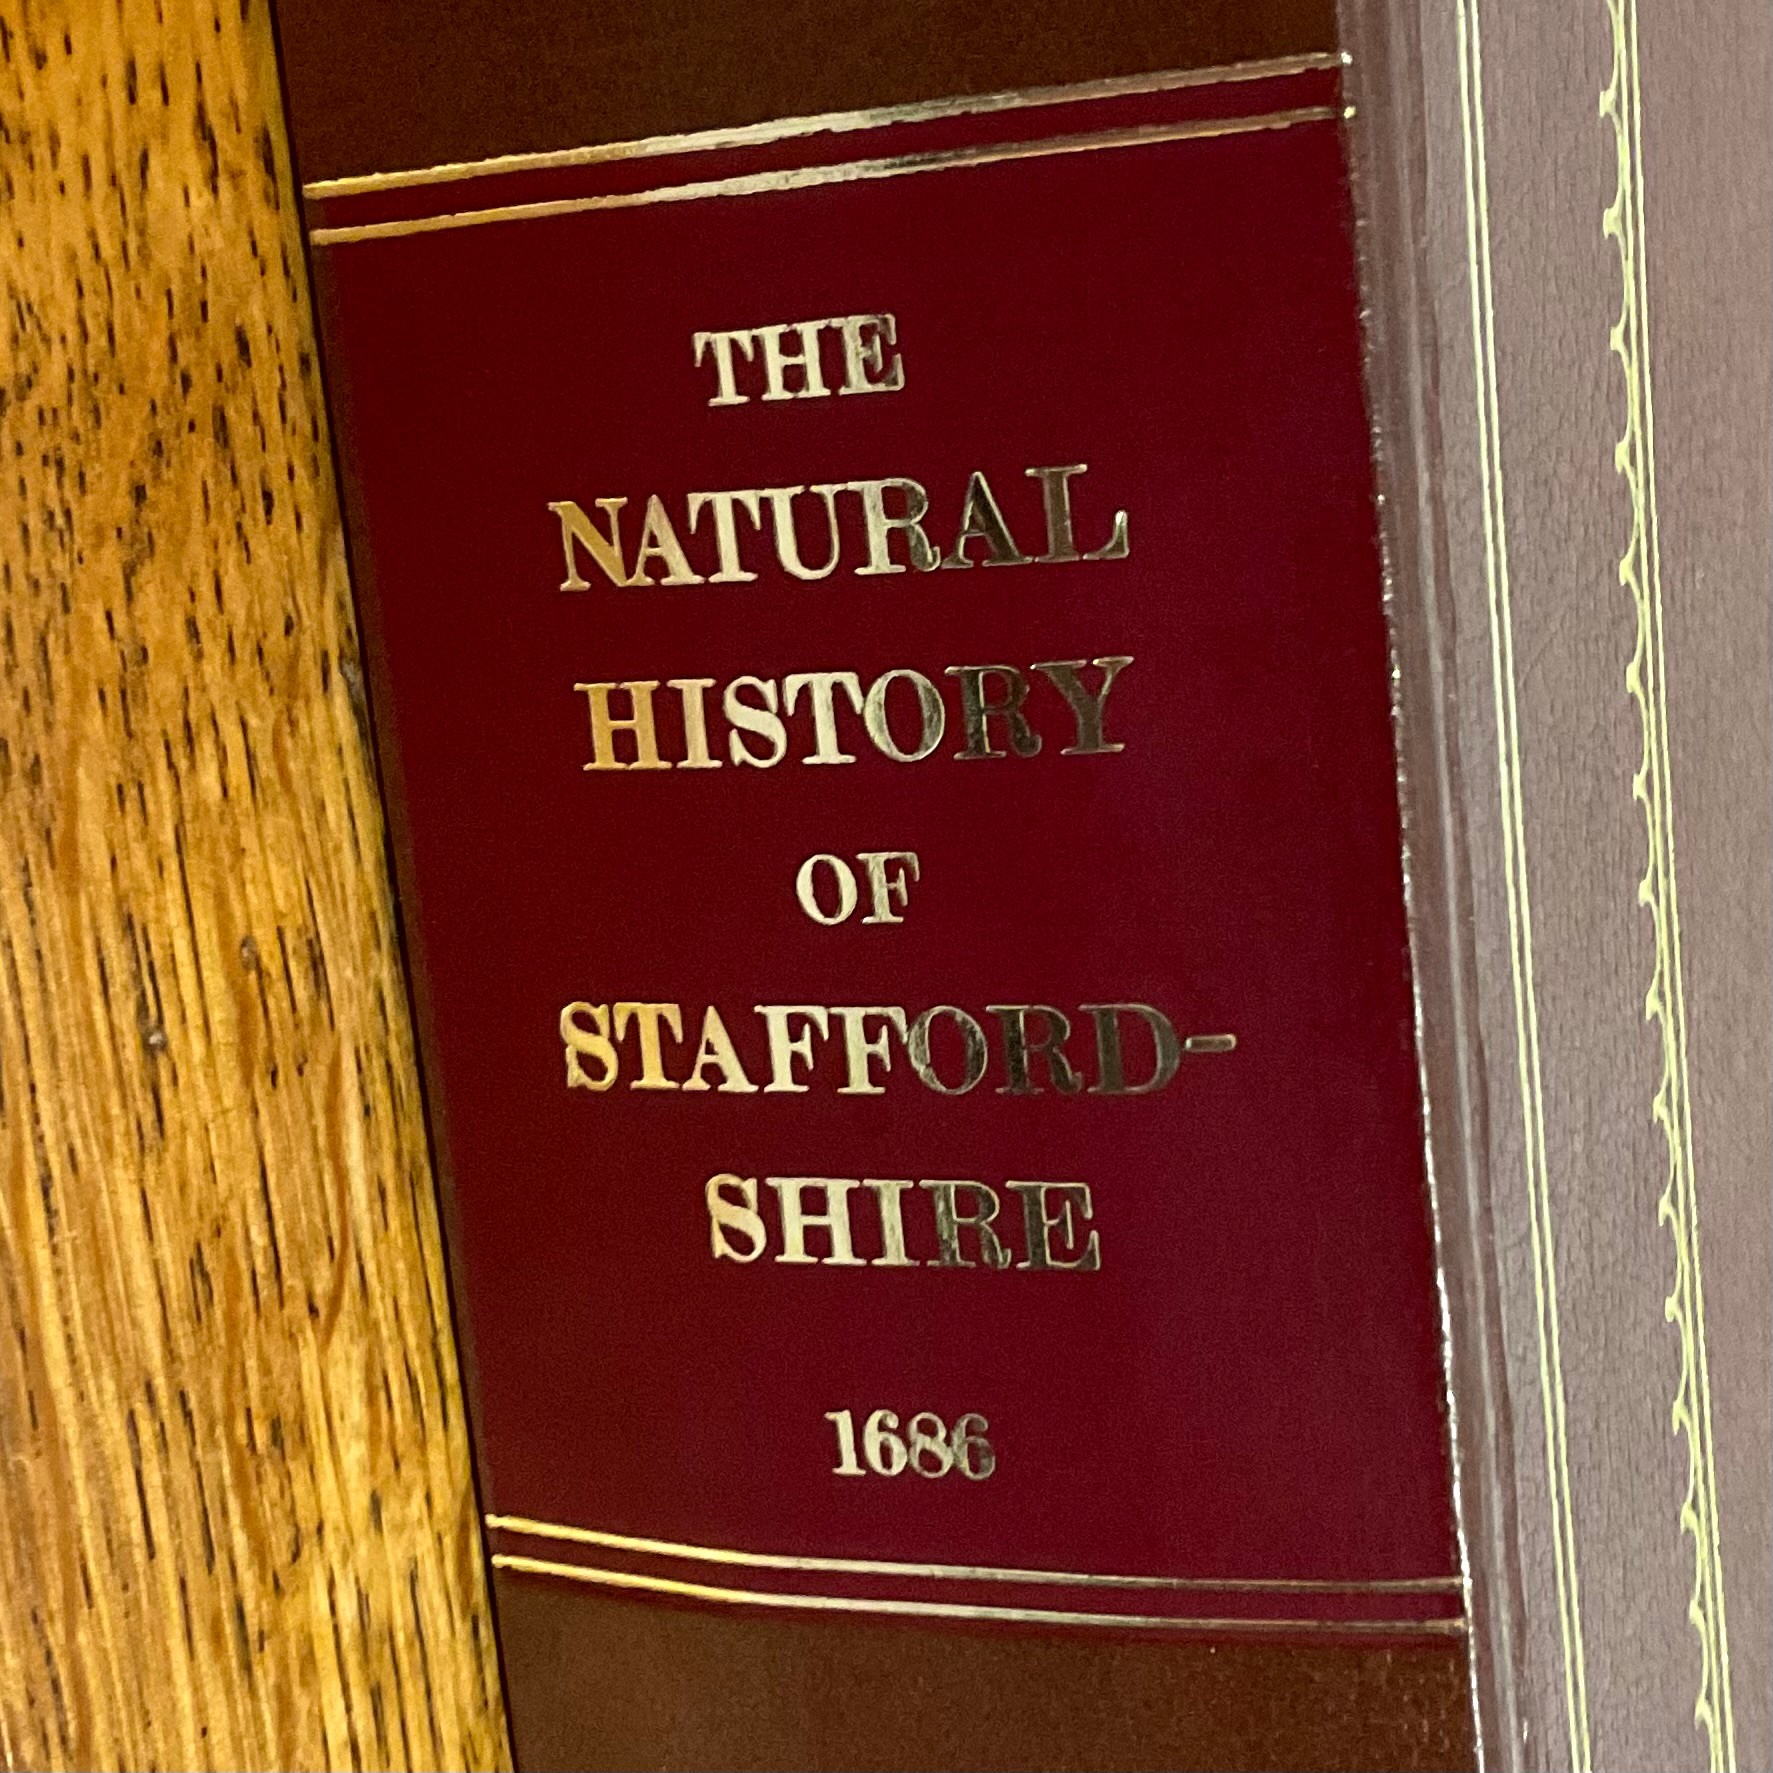 THE
NATURAL
HISTORY
OF
STAFFORD-
SHIRE
1686